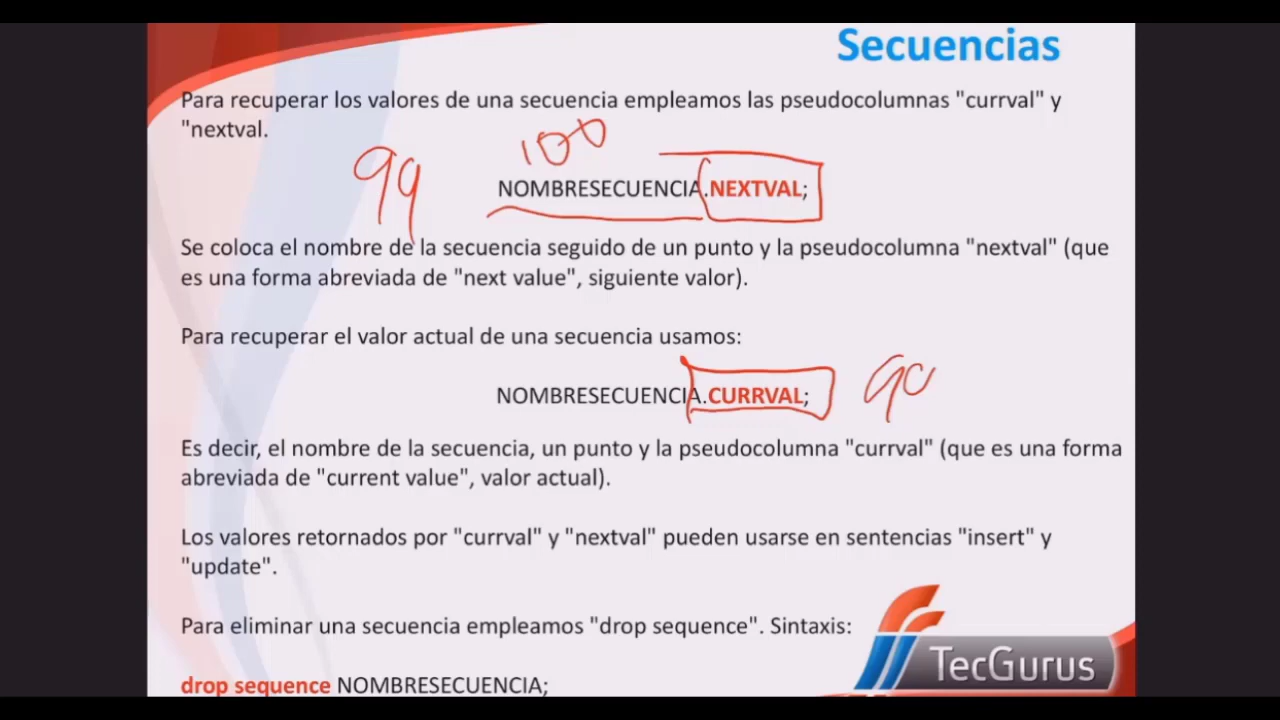 Secuencias
Para recuperar los valores de una secuencia empleamos las pseudocolumnas "currval" y
"nextval.
99
100
NOMBRESECUENCIA.NEXTVAL;
Se coloca el nombre de la secuencia seguido de un punto y la pseudocolumna "nextval" (que
es una forma abreviada de "next value", siguiente valor).
Para recuperar el valor actual de una secuencia usamos:
NOMBRESECUENCIA.CURRVAL;
Es decir, el nombre de la secuencia, un punto y la pseudocolumna "currval" (que es una forma
abreviada de "current value", valor actual).
Los valores retornados por "currval" y "nextval" pueden usarse en sentencias "insert" y
"update".
Para eliminar una secuencia empleamos "drop sequence". Sintaxis:
TecGurus
drop sequence NOMBRESECUENCIA;